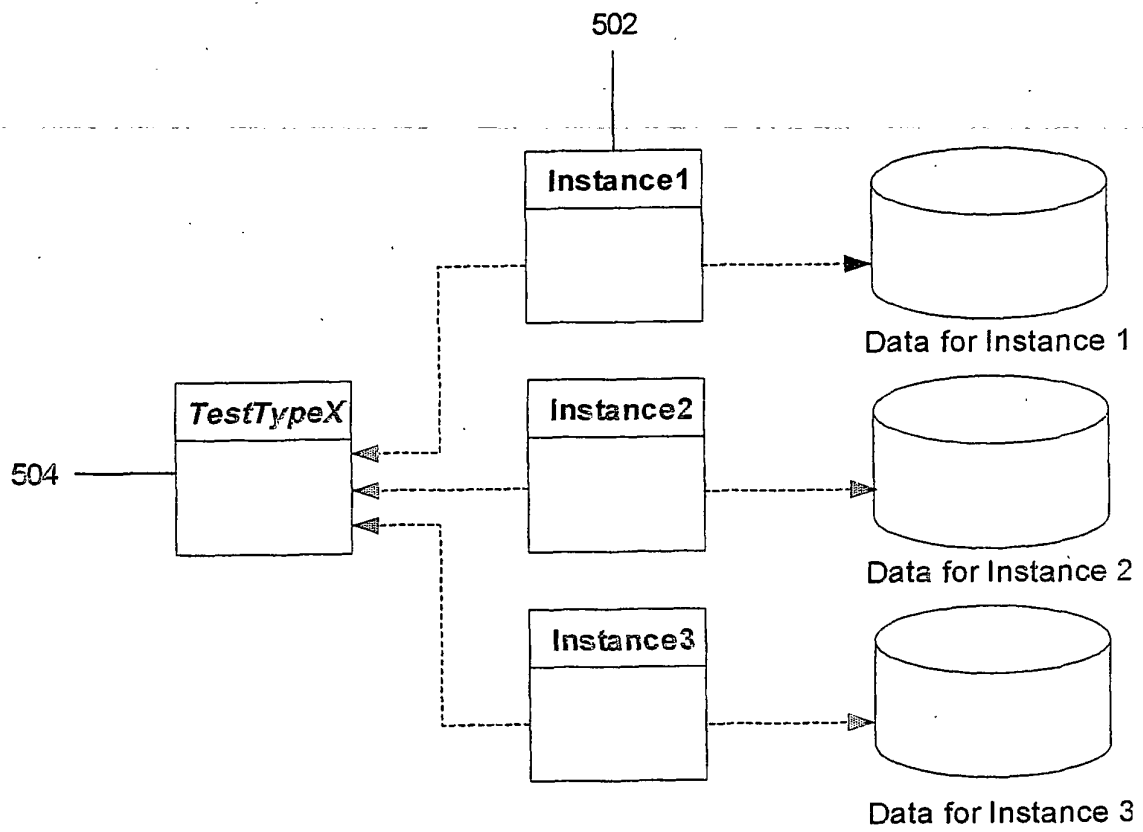 502
Instance1
Data for Instance 1
TestTypeX
Instance2
504
Data for Instance 2
Instance3
Data for Instance 3